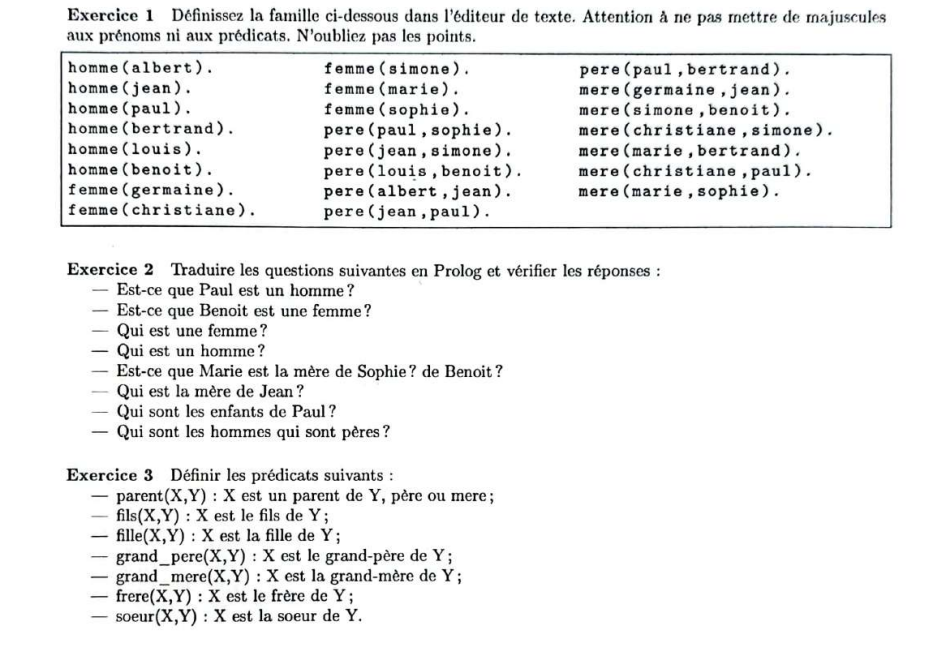 Exercice 1 Définissez la famille ci-dessous dans l'éditeur de texte. Attention à ne pas mettre de majuscules
aux prénoms ni aux prédicats. N'oubliez pas les points.
homme(albert).
homme(jean).
homme(paul).
homme(bertrand).
homme(louis).
homme(benoit).
femme(germaine).
femme(christiane).
femme(simone).
femme(marie).
femme(sophie).
pere(paul,sophie).
pere(jean,simone).
pere(louis,benoit).
pere(albert,jean).
pere(jean,paul).
pere(paul,bertrand).
mere(germaine,jean).
mere(simone,benoit).
mere(christiane,simone).
mere(marie,bertrand).
mere(christiane,paul).
mere(marie,sophie).
Exercice 2 Traduire les questions suivantes en Prolog et vérifier les réponses :
— Est-ce que Paul est un homme ?
— Est-ce que Benoit est une femme ?
— Qui est une femme ?
— Qui est un homme ?
— Est-ce que Marie est la mère de Sophie ? de Benoit ?
— Qui est la mère de Jean ?
— Qui sont les enfants de Paul ?
— Qui sont les hommes qui sont pères ?
Exercice 3 Définir les prédicats suivants :
— parent(X,Y) : X est un parent de Y, père ou mere ;
— fils(X,Y) : X est le fils de Y ;
— fille(X,Y) : X est la fille de Y ;
— grand_pere(X,Y) : X est le grand-père de Y ;
— grand_mere(X,Y) : X est la grand-mère de Y ;
— frere(X,Y) : X est le frère de Y ;
— soeur(X,Y) : X est la soeur de Y.